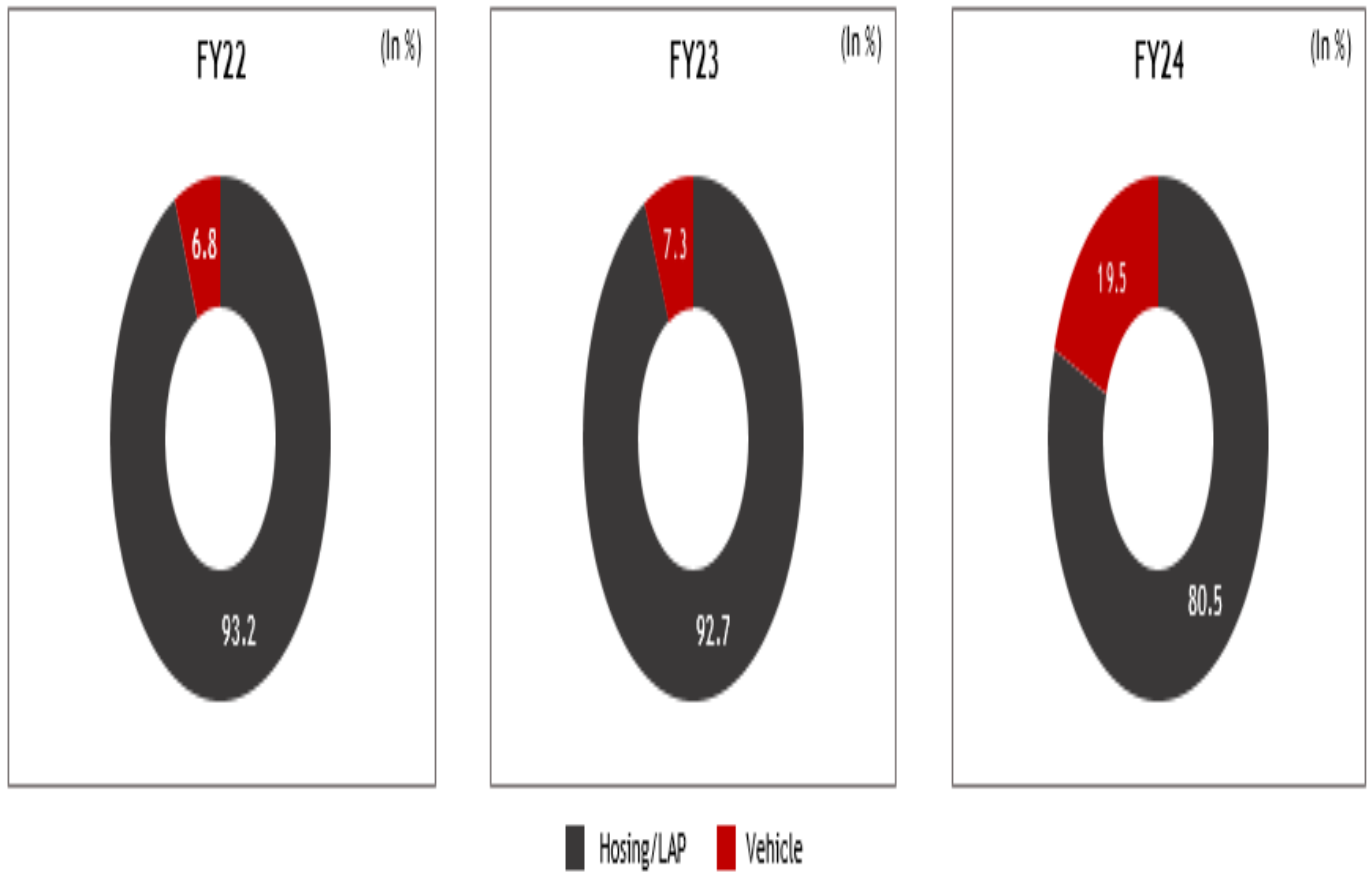 FY22
(In %)
6.8
93.2
FY23
(In %)
7.3
92.7
FY24
(In %)
19.5
80.5
Hosing/LAP
Vehicle